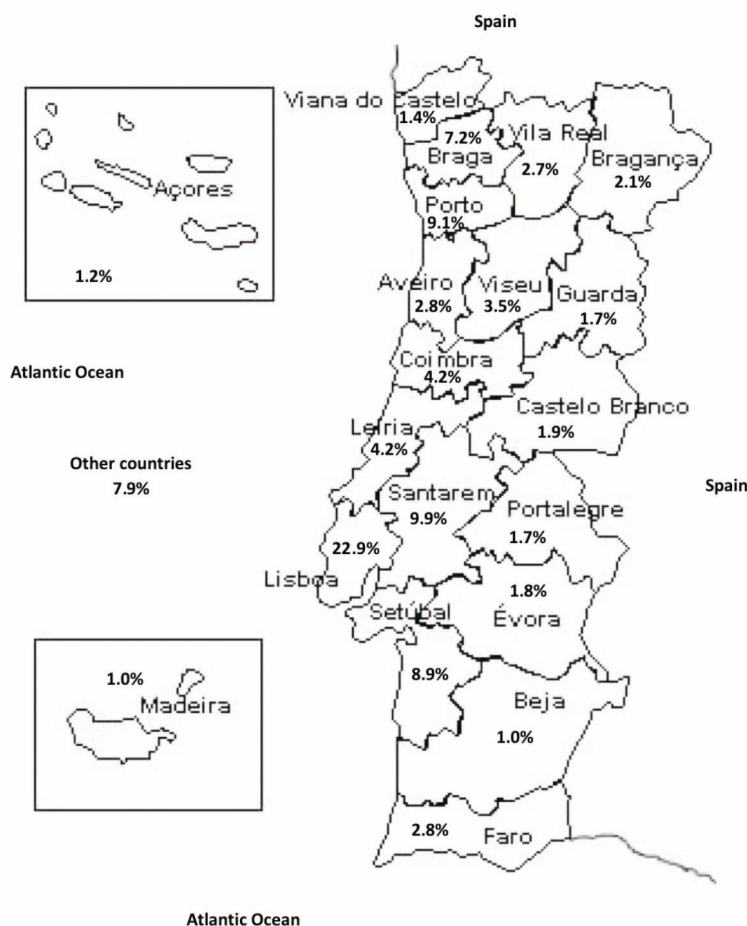 Spain
Viana do Castelo
1.4%
7.2%
Braga
Vila Real
2.7%
Bragança
2.1%
Porto
9.1%
Açores
1.2%
Aveiro
2.8%
Viseu
3.5%
Guarda
1.7%
Atlantic Ocean
Coimbra
4.2%
Castelo Branco
1.9%
Leiria
4.2%
Other countries
7.9%
Santarem
9.9%
Portalegre
1.7%
Spain
22.9%
Lisboa
Setúbal
8.9%
1.8%
Évora
1.0%
Madeira
Beja
1.0%
2.8%
Faro
Atlantic Ocean